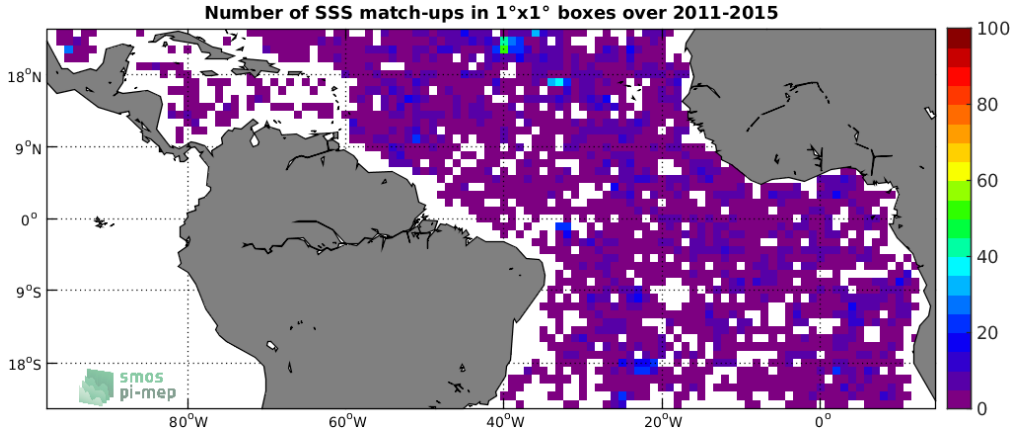 Number of SSS match-ups in 1°x1° boxes over 2011-2015
100
80
60
40
20
0
18°N
9°N
0°
9°S
18°S
80°W
60°W
40°W
20°W
0°
smos
pi-mep